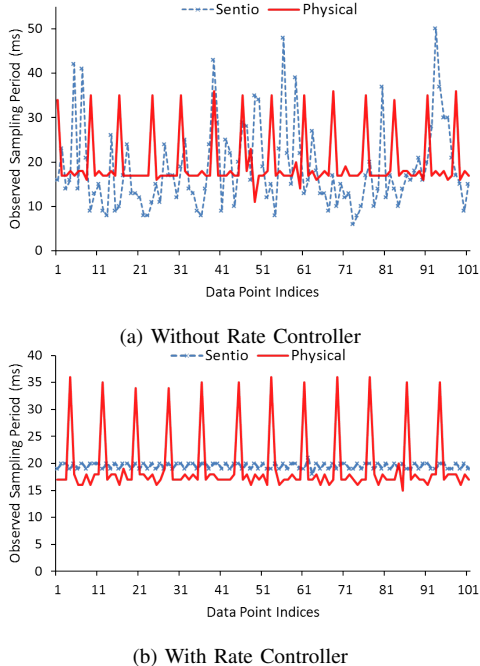 Sentio Physical
Observed Sampling Period (ms)
50
40
30
20
10
0
1 11 21 31 41 51 61 71 81 91 101
Data Point Indices
(a) Without Rate Controller
Sentio Physical
Observed Sampling Period (ms)
40
35
30
25
20
15
10
5
0
1 11 21 31 41 51 61 71 81 91 101
Data Point Indices
(b) With Rate Controller